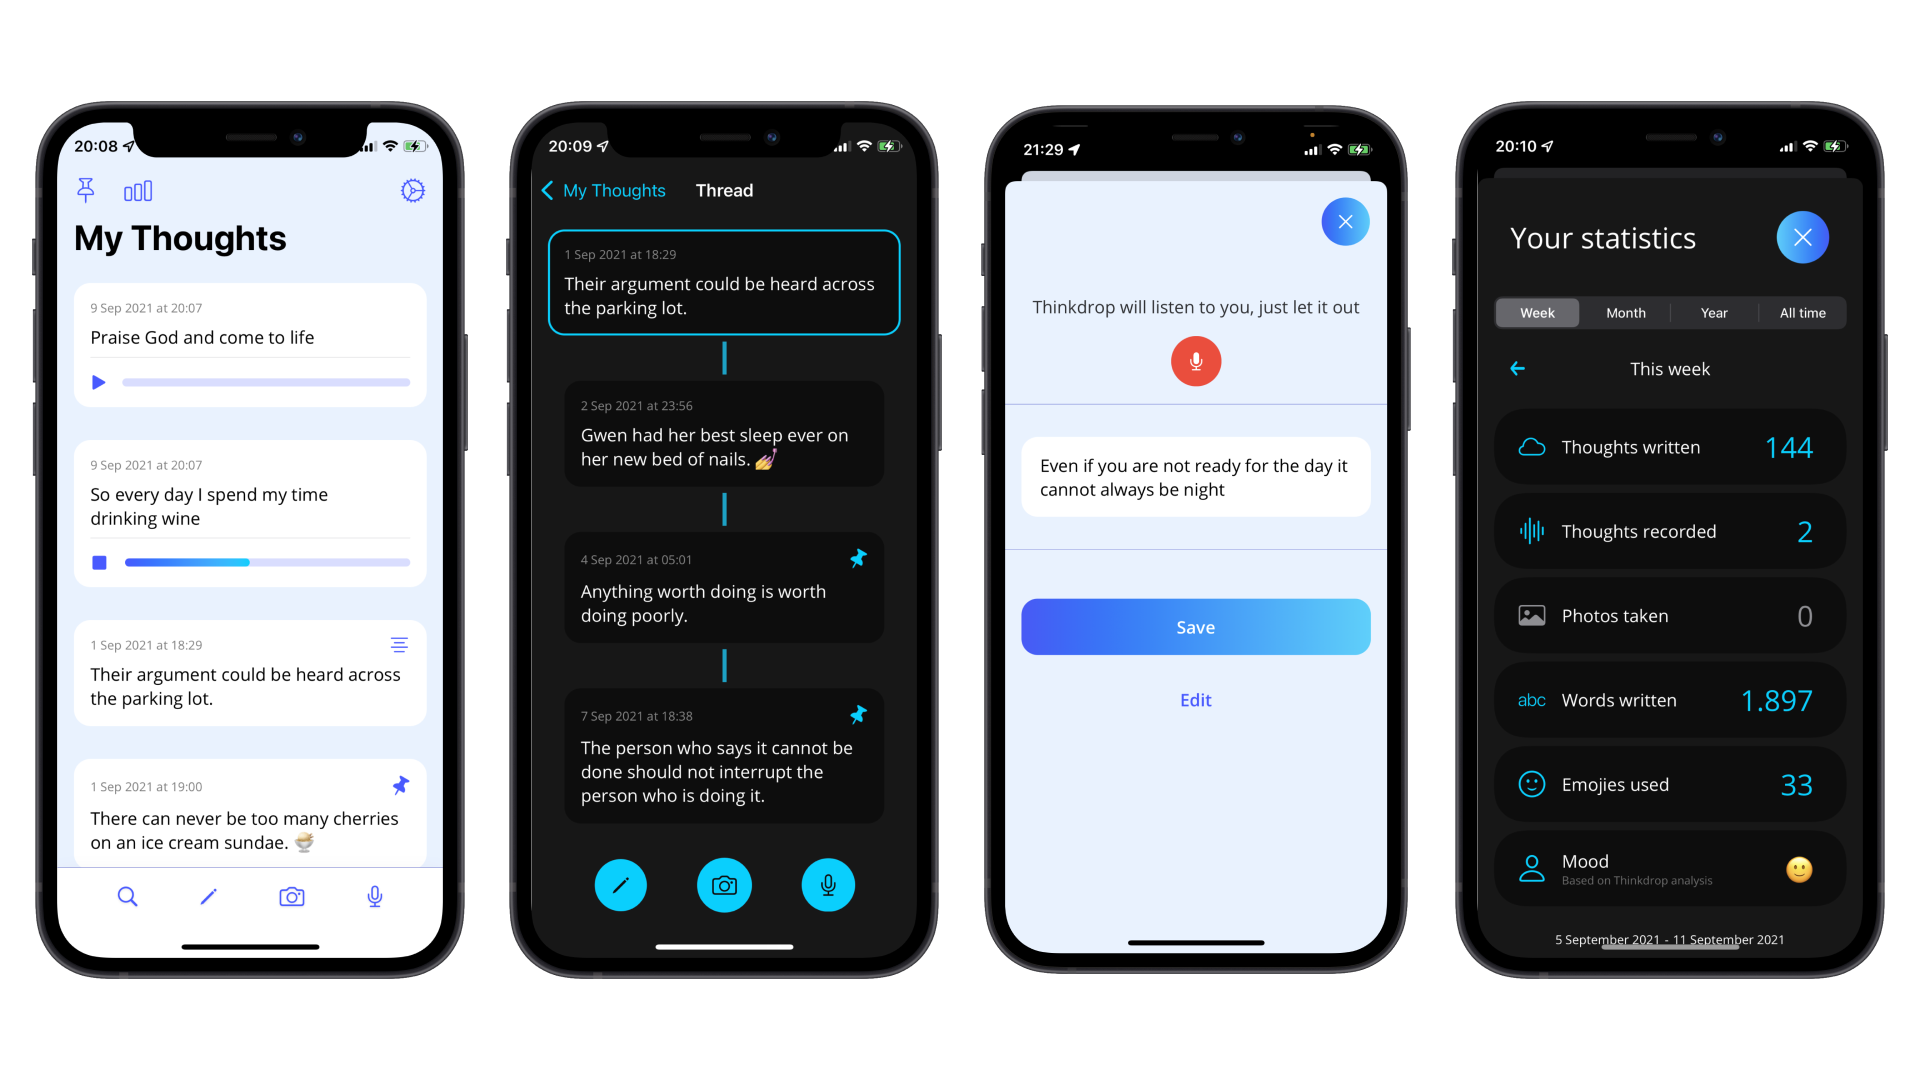 20:08
My Thoughts
9 Sep 2021 at 20:07
Praise God and come to life
9 Sep 2021 at 20:07
So every day I spend my time
drinking wine
1 Sep 2021 at 18:29
Their argument could be heard across
the parking lot.
1 Sep 2021 at 19:00
There can never be too many cherries
on an ice cream sundae. 🍨
20:09
My Thoughts
Thread
1 Sep 2021 at 18:29
Their argument could be heard across
the parking lot.
2 Sep 2021 at 23:56
Gwen had her best sleep ever on
her new bed of nails. 💅
4 Sep 2021 at 05:01
Anything worth doing is worth
doing poorly.
7 Sep 2021 at 18:38
The person who says it cannot be
done should not interrupt the
person who is doing it.
21:29
Thinkdrop will listen to you, just let it out
Even if you are not ready for the day it
cannot always be night
Save
Edit
20:10
Your statistics
Week Month Year All time
This week
Thoughts written 144
Thoughts recorded 2
Photos taken 0
abc Words written 1.897
Emojies used 33
Mood 🙂
Based on Thinkdrop analysis
5 September 2021 - 11 September 2021